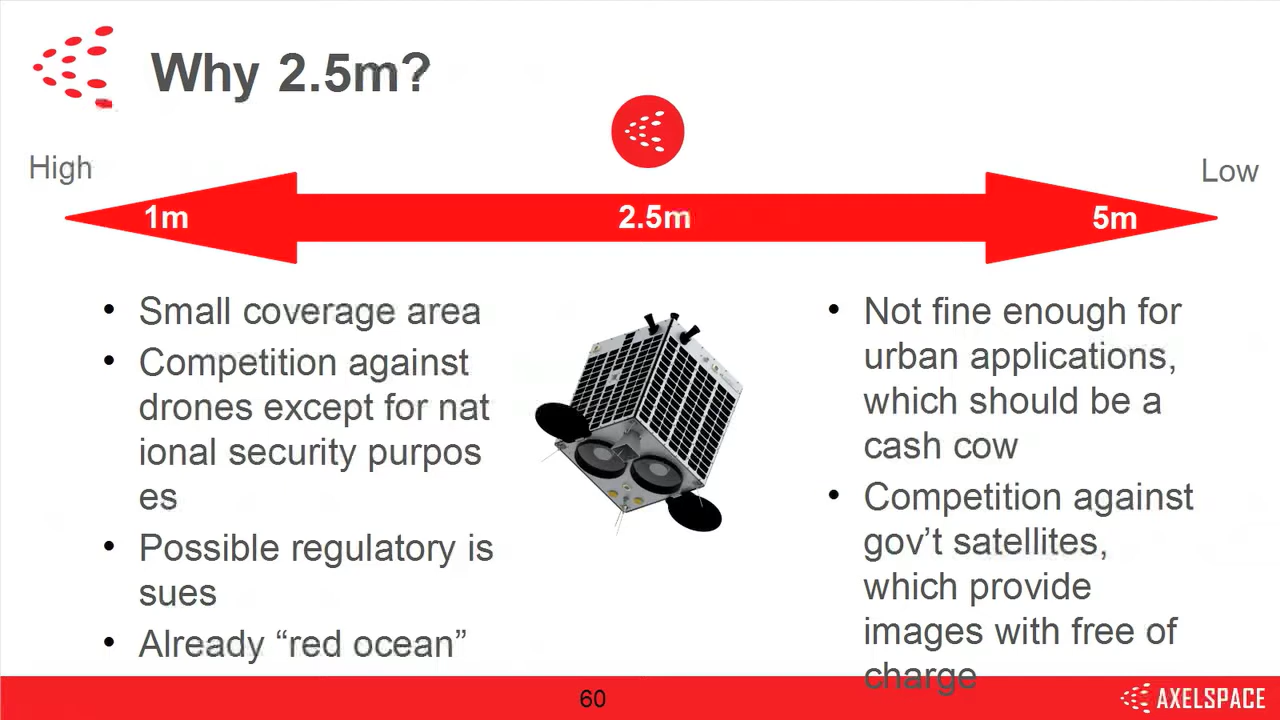 Why 2.5m?
High
Low
1m
2.5m
5m
• Small coverage area
• Competition against
drones except for nat
ional security purpos
es
• Possible regulatory is
sues
• Already “red ocean”
• Not fine enough for
urban applications,
which should be a
cash cow
• Competition against
gov’t satellites,
which provide
images with free of
charge
60
AXELSPACE